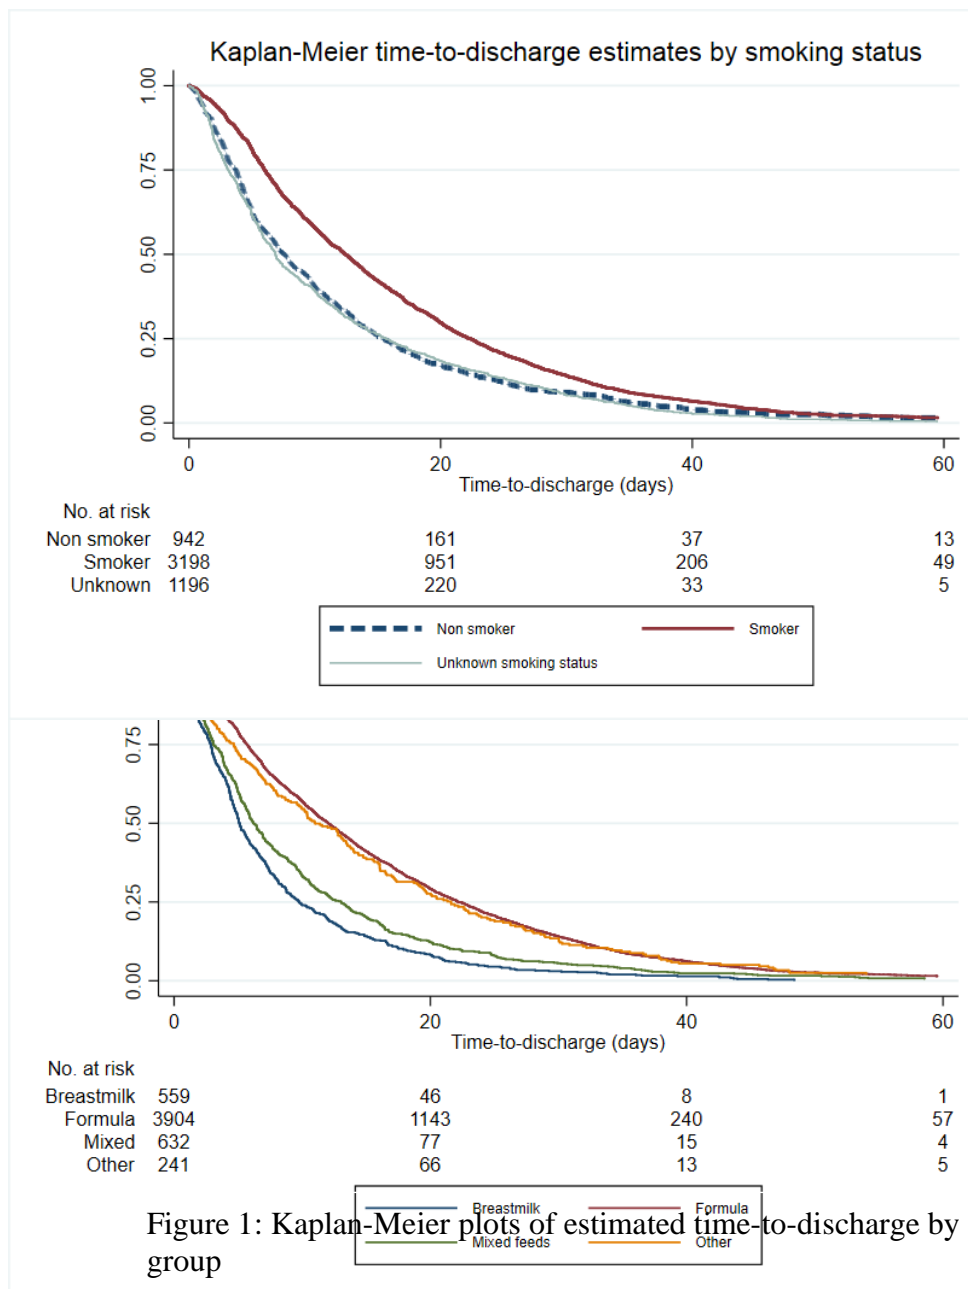 Kaplan-Meier time-to-discharge estimates by smoking status
1.00
0.75
0.50
0.25
0.00
0 20 40 60
Time-to-discharge (days)
No. at risk
Non smoker 942 161 37 13
Smoker 3198 951 206 49
Unknown 1196 220 33 5
Non smoker Smoker
Unknown smoking status
0.75
0.50
0.25
0.00
0 20 40 60
Time-to-discharge (days)
No. at risk
Breastmilk 559 46 8 1
Formula 3904 1143 240 57
Mixed 632 77 15 4
Other 241 66 13 5
Breastmilk Formula
Mixed feeds Other
Figure 1: Kaplan-Meier plots of estimated time-to-discharge by
group